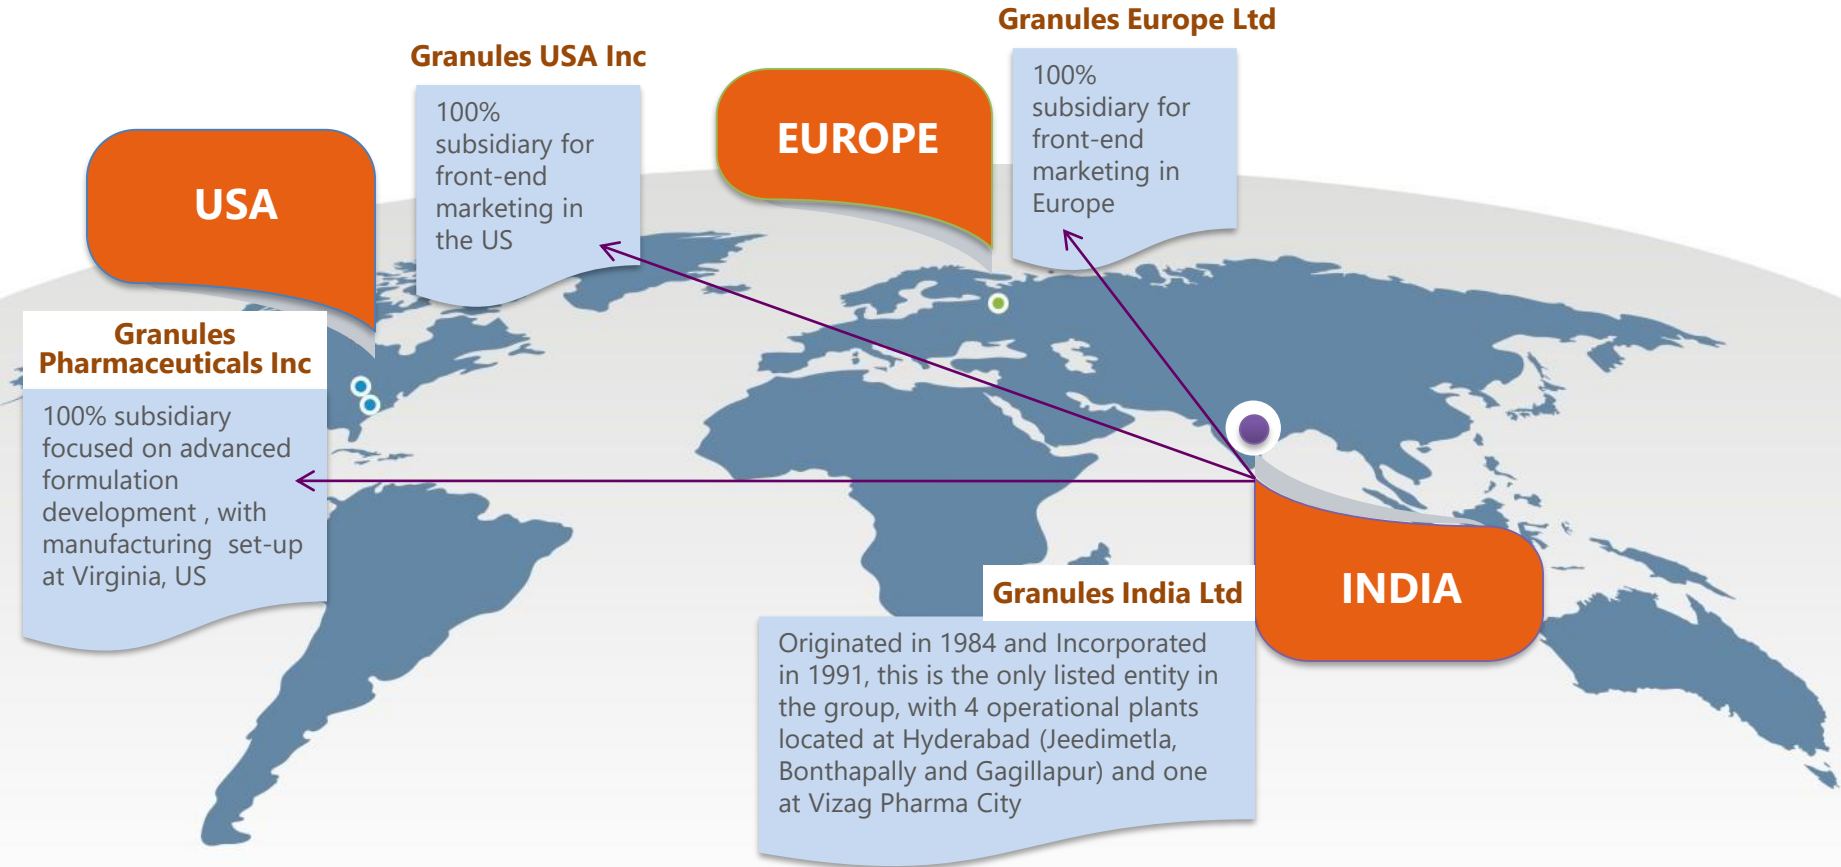 USA
Granules USA Inc
100%
subsidiary for
front-end
marketing in
the US
Granules
Pharmaceuticals Inc
100% subsidiary
focused on advanced
formulation
development , with
manufacturing  set-up
at Virginia, US
EUROPE
Granules Europe Ltd
100%
subsidiary for
front-end
marketing in
Europe
INDIA
Granules India Ltd
Originated in 1984 and Incorporated
in 1991, this is the only listed entity in
the group, with 4 operational plants
located at Hyderabad (Jeedimetla,
Bonthapally and Gagillapur) and one
at Vizag Pharma City